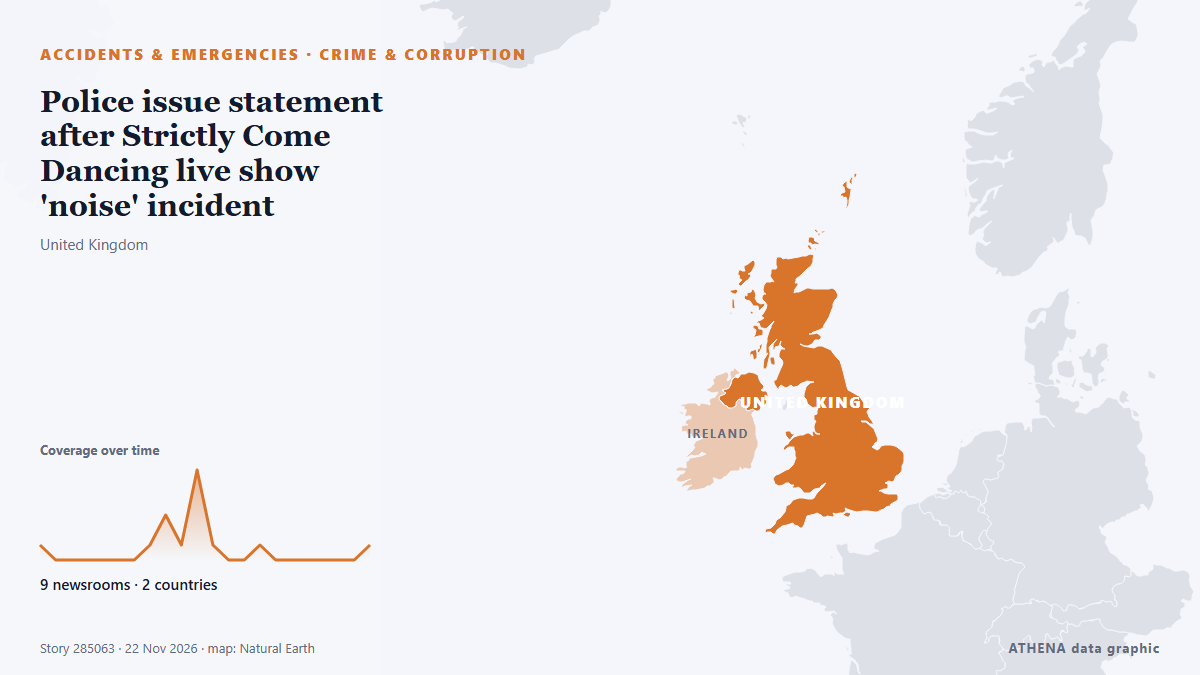 ACCIDENTS & EMERGENCIES · CRIME & CORRUPTION
Police issue statement
after Strictly Come
Dancing live show
'noise' incident
United Kingdom
UNITED KINGDOM
IRELAND
Coverage over time
9 newsrooms · 2 countries
Story 285063 · 22 Nov 2026 · map: Natural Earth
ATHENA data graphic